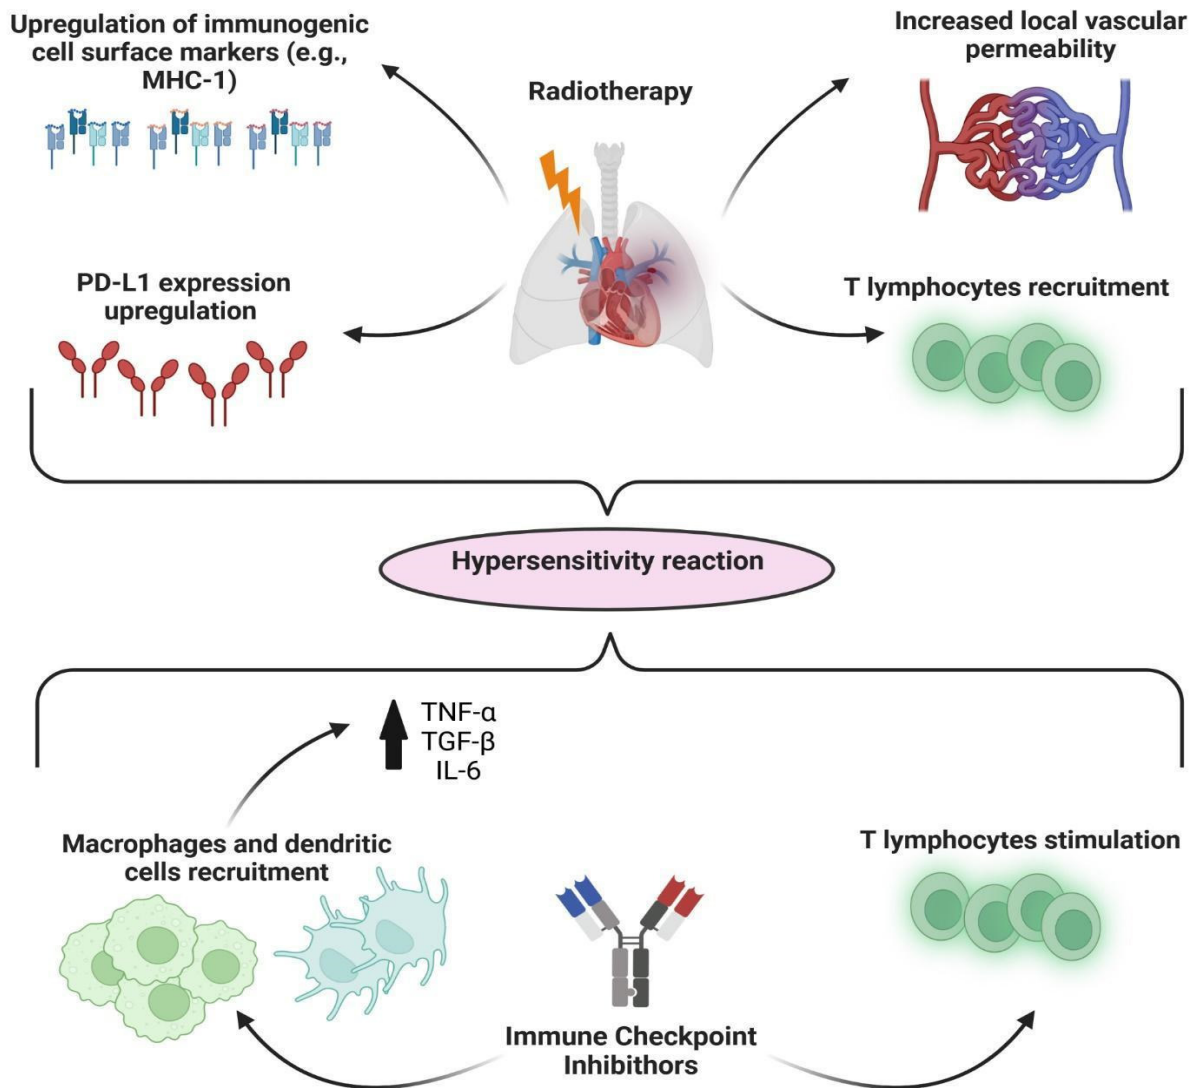 Upregulation of immunogenic
cell surface markers (e.g.,
MHC-1)
Radiotherapy
Increased local vascular
permeability
PD-L1 expression
upregulation
T lymphocytes recruitment
Hypersensitivity reaction
TNF-α
TGF-β
IL-6
Macrophages and dendritic
cells recruitment
T lymphocytes stimulation
Immune Checkpoint
Inhibithors